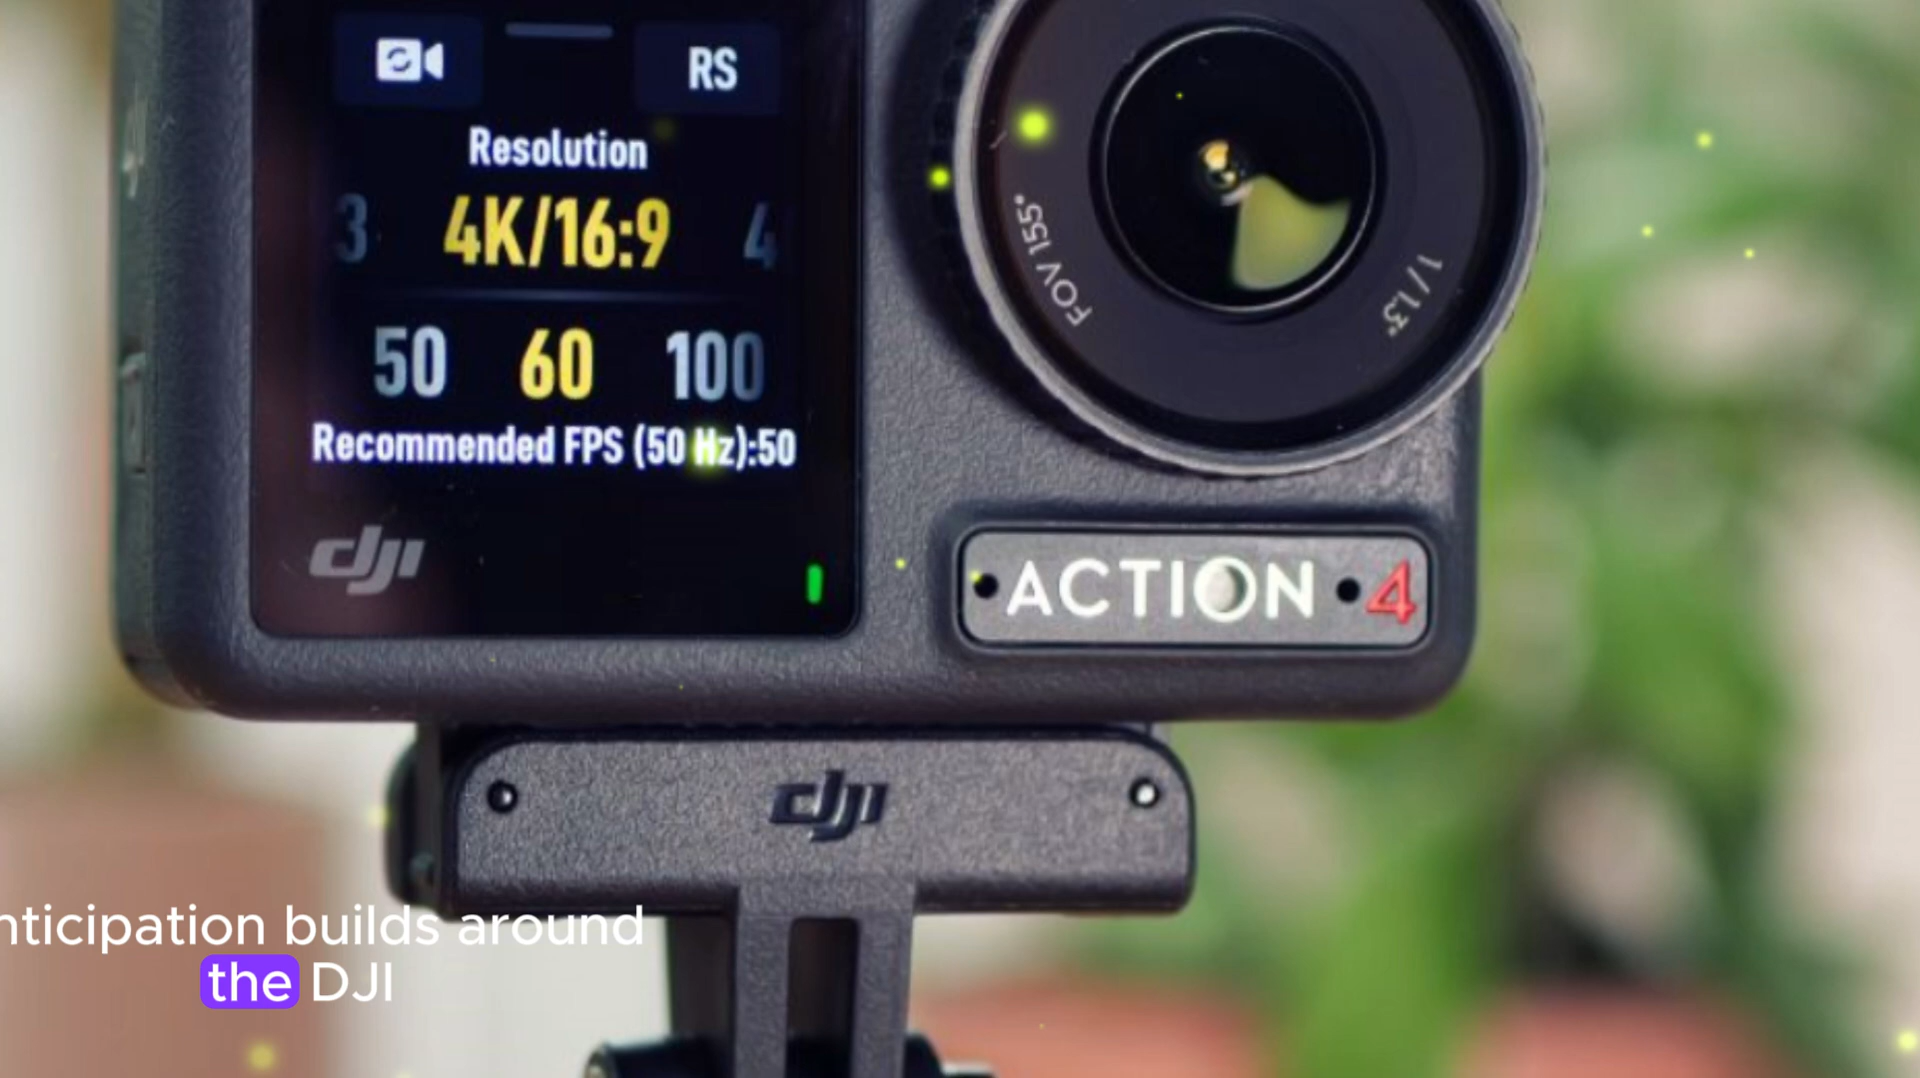 RS
Resolution
3 4K/16:9 4
50 60 100
Recommended FPS (50 Hz):50
dji
FOV 155°
1/1.3"
ACTION 4
dji
nticipation builds around
the DJI